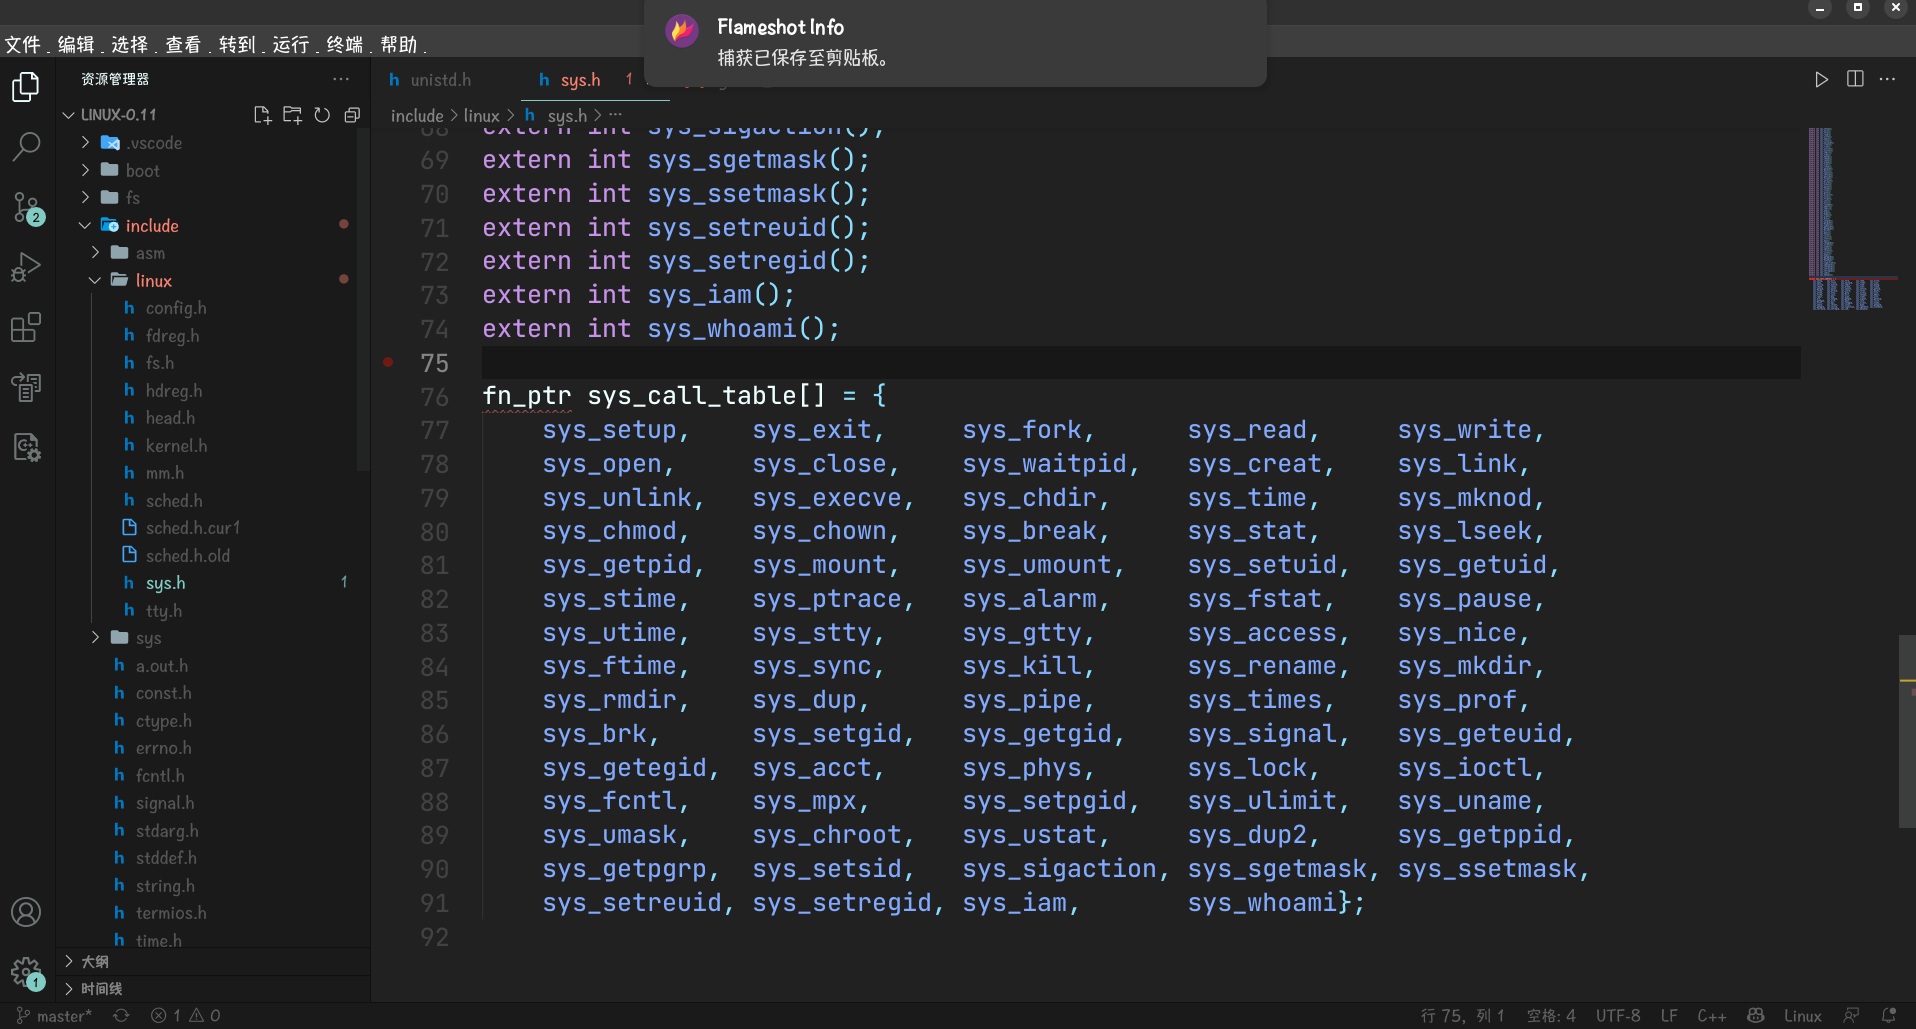 Flameshot Info
捕获已保存至剪贴板。
文件 编辑 选择 查看 转到 运行 终端 帮助
资源管理器 ···
unistd.h sys.h 1
LINUX-0.11
include > linux > h sys.h > ···
.vscode
boot
fs
include
asm
linux
config.h
fdreg.h
fs.h
hdreg.h
head.h
kernel.h
mm.h
sched.h
sched.h.cur1
sched.h.old
sys.h 1
tty.h
sys
a.out.h
const.h
ctype.h
errno.h
fcntl.h
signal.h
stdarg.h
stddef.h
string.h
termios.h
time.h
大纲
时间线
2
1
68 extern int sys_sigaction();
69 extern int sys_sgetmask();
70 extern int sys_ssetmask();
71 extern int sys_setreuid();
72 extern int sys_setregid();
73 extern int sys_iam();
74 extern int sys_whoami();
75
76 fn_ptr sys_call_table[] = {
77 sys_setup, sys_exit, sys_fork, sys_read, sys_write,
78 sys_open, sys_close, sys_waitpid, sys_creat, sys_link,
79 sys_unlink, sys_execve, sys_chdir, sys_time, sys_mknod,
80 sys_chmod, sys_chown, sys_break, sys_stat, sys_lseek,
81 sys_getpid, sys_mount, sys_umount, sys_setuid, sys_getuid,
82 sys_stime, sys_ptrace, sys_alarm, sys_fstat, sys_pause,
83 sys_utime, sys_stty, sys_gtty, sys_access, sys_nice,
84 sys_ftime, sys_sync, sys_kill, sys_rename, sys_mkdir,
85 sys_rmdir, sys_dup, sys_pipe, sys_times, sys_prof,
86 sys_brk, sys_setgid, sys_getgid, sys_signal, sys_geteuid,
87 sys_getegid, sys_acct, sys_phys, sys_lock, sys_ioctl,
88 sys_fcntl, sys_mpx, sys_setpgid, sys_ulimit, sys_uname,
89 sys_umask, sys_chroot, sys_ustat, sys_dup2, sys_getppid,
90 sys_getpgrp, sys_setsid, sys_sigaction, sys_sgetmask, sys_ssetmask,
91 sys_setreuid, sys_setregid, sys_iam, sys_whoami};
92
master* 1 0 行 75, 列 1 空格: 4 UTF-8 LF C++ Linux